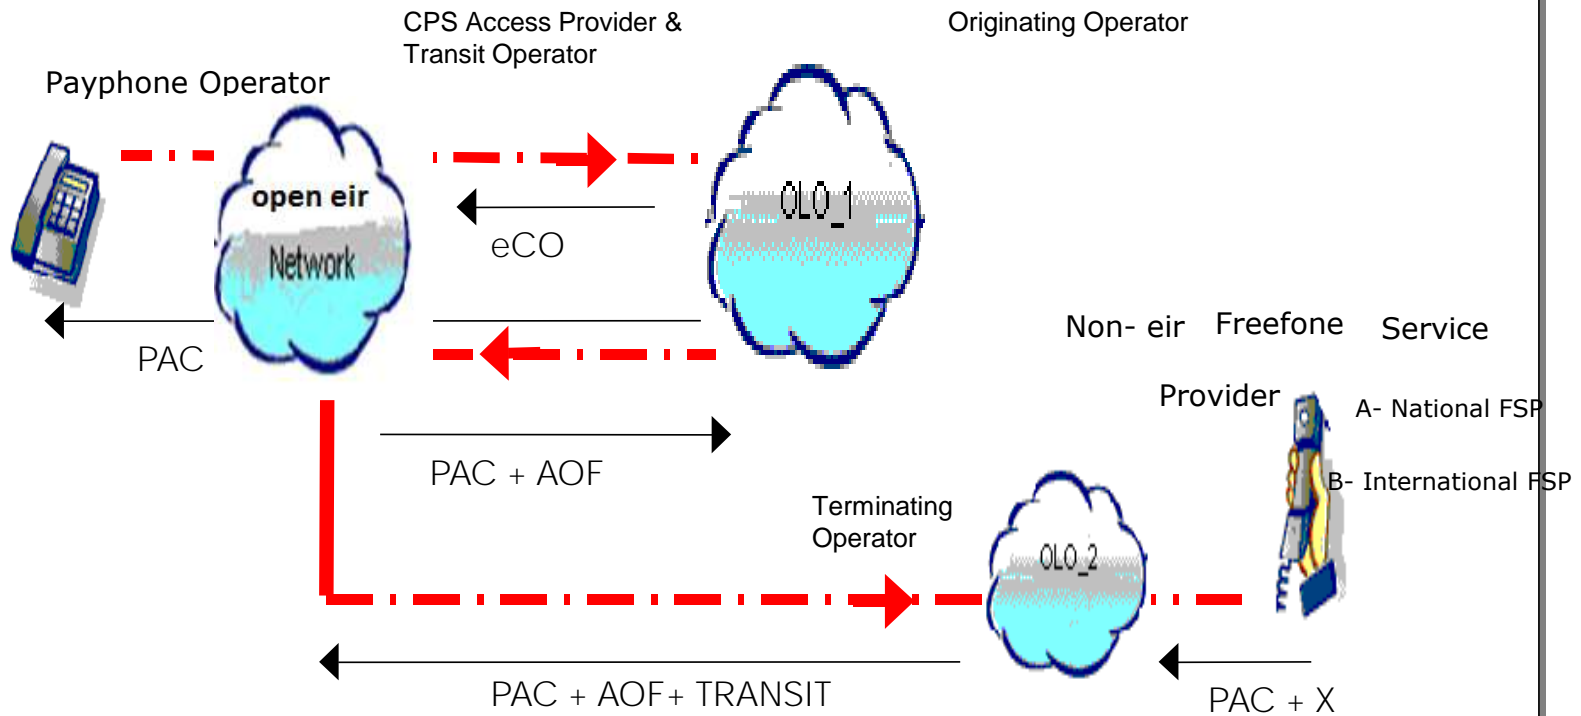 CPS Access Provider &
Transit Operator
Originating Operator
Payphone Operator
open eir
Network
OLO_1
eCO
PAC
Non- eir Freefone Service
Provider
A- National FSP
B- International FSP
PAC + AOF
Terminating
Operator
OLO_2
PAC + AOF+ TRANSIT
PAC + X